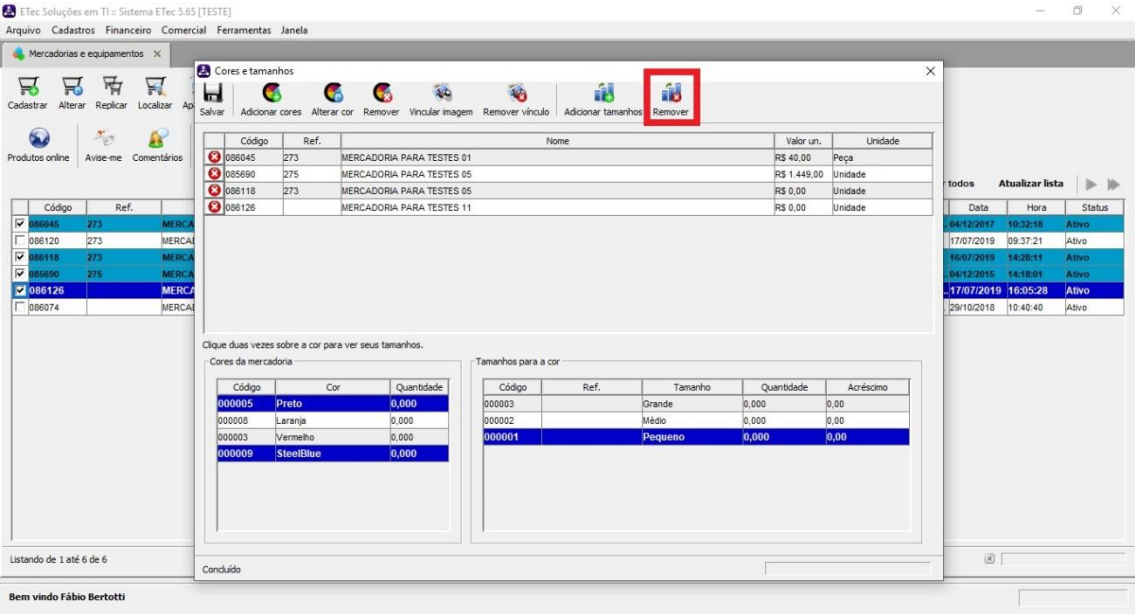 ETec Soluções em TI :: Sistema ETec 5.65 [TESTE]
Arquivo Cadastros Financeiro Comercial Ferramentas Janela
Mercadorias e equipamentos
Cadastrar Alterar Replicar Localizar Ap
Produtos online Avise-me Comentários
todos Atualizar lista
Código Ref. Data Hora Status
086045 273 MERCA 04/12/2017 10:32:18 Ativo
086120 273 MERCA 17/07/2019 09:37:21 Ativo
086118 273 MERCA 16/07/2019 14:28:11 Ativo
085690 275 MERCA 04/12/2015 14:18:01 Ativo
086126 MERCA 17/07/2019 16:05:28 Ativo
086074 MERCA 29/10/2018 10:40:40 Ativo
Cores e tamanhos
Salvar Adicionar cores Alterar cor Remover Vincular imagem Remover vínculo Adicionar tamanhos Remover
Código Ref. Nome Valor un. Unidade
086045 273 MERCADORIA PARA TESTES 01 R$ 40,00 Peça
085690 275 MERCADORIA PARA TESTES 05 R$ 1.449,00 Unidade
086118 273 MERCADORIA PARA TESTES 05 R$ 0,00 Unidade
086126 MERCADORIA PARA TESTES 11 R$ 0,00 Unidade
Clique duas vezes sobre a cor para ver seus tamanhos.
Cores da mercadoria
Código Cor Quantidade
000005 Preto 0,000
000008 Laranja 0,000
000003 Vermelho 0,000
000009 SteelBlue 0,000
Tamanhos para a cor
Código Ref. Tamanho Quantidade Acréscimo
000003 Grande 0,000 0,00
000002 Médio 0,000 0,00
000001 Pequeno 0,000 0,00
Concluído
Listando de 1 até 6 de 6
Bem vindo Fábio Bertotti